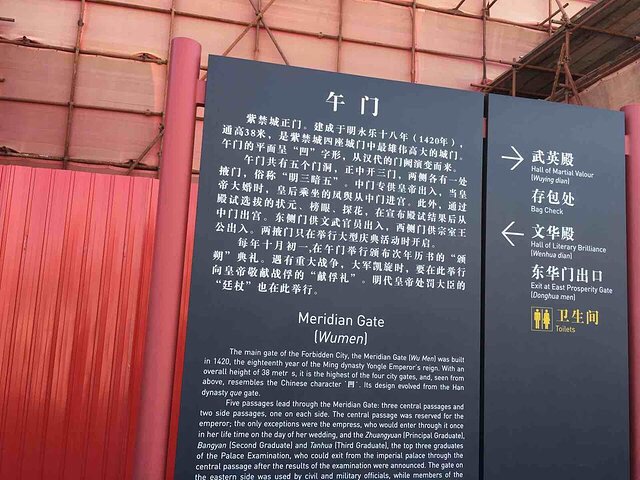 午门
紫禁城正门。建成于明永乐十八年（1420年），
通高38米，是紫禁城四座城门中最雄伟高大的城门。
午门的平面呈“凹”字形，从汉代的门阙演变而来。
午门共有五个门洞，正中开三门，两侧各有一处
掖门，俗称“明三暗五”。中门专供皇帝出入，当皇
帝大婚时，皇后乘坐的凤舆从中门进宫。此外，通过
殿试选拔的状元、榜眼、探花，在宣布殿试结果后从
中门出宫。东侧门供文武官员出入，西侧门供宗室王
公出入。两掖门只在举行大型庆典活动时开启。
每年十月初一，在午门举行颁布次年历书的“颁
朔”典礼。遇有重大战争，大军凯旋时，要在此举行
向皇帝敬献战俘的“献俘礼”。明代皇帝处罚大臣的
“廷杖”也在此举行。
Meridian Gate
(Wumen)
The main gate of the Forbidden City, the Meridian Gate (Wu Men) was built
in 1420, the eighteenth year of the Ming dynasty Yongle Emperor's reign. With an
overall height of 38 metr s, it is the highest of the four city gates, and, seen from
above, resembles the Chinese character "凹". Its design evolved from the Han
dynasty que gate.
Five passages lead through the Meridian Gate: three central passages and
two side passages, one on each side. The central passage was reserved for the
emperor; the only exceptions were the empress, who would enter through it once
in her life time on the day of her wedding, and the Zhuangyuan (Principal Graduate),
Bangyan (Second Graduate) and Tanhua (Third Graduate), the top three graduates
of the Palace Examination, who could exit from the imperial palace through the
central passage after the results of the examination were announced. The gate on
the eastern side was used by civil and military officials, while members of the
武英殿
Hall of Martial Valour
(Wuying dian)
存包处
Bag Check
文华殿
Hall of Literary Brilliance
(Wenhua dian)
东华门出口
Exit at East Prosperity Gate
(Donghua men)
卫生间
Toilets